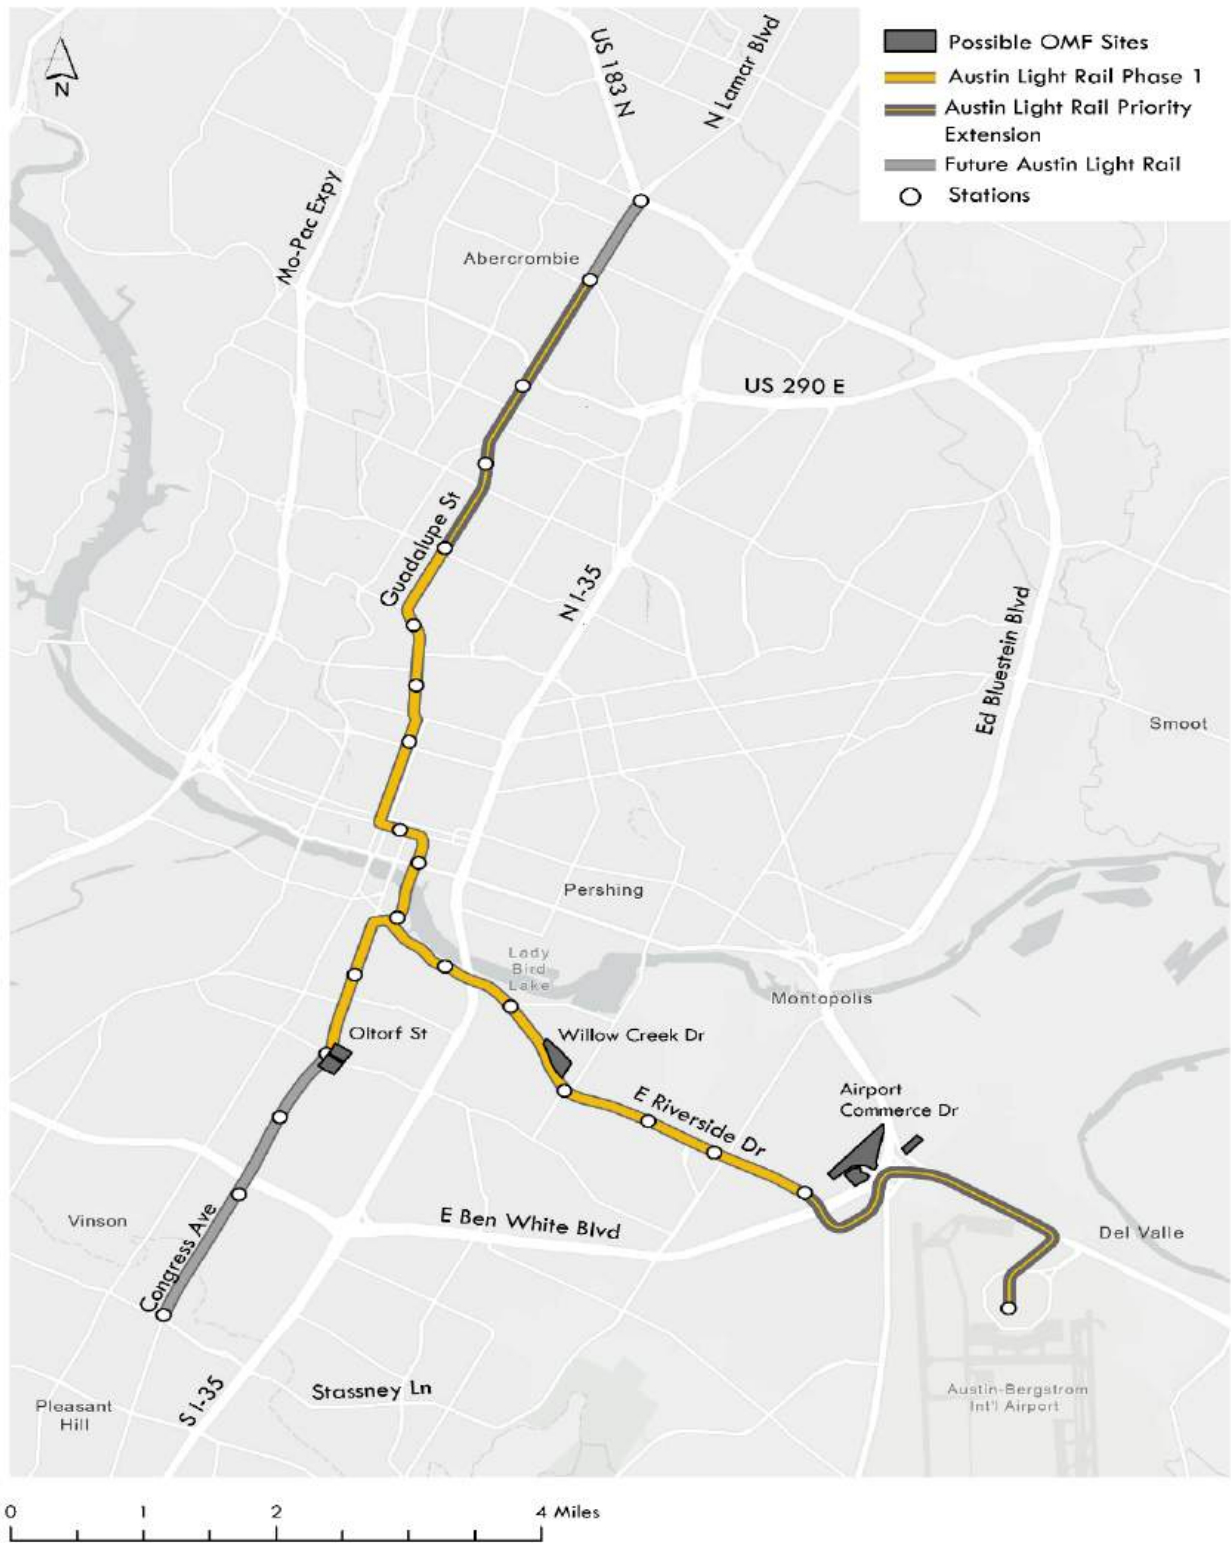 US 183 N
N Lamar Blvd
Possible OMF Sites
Austin Light Rail Phase 1
Austin Light Rail Priority
Extension
Future Austin Light Rail
Stations
N
Mo-Pac Expy
Abercrombie
US 290 E
Guadalupe St
N I-35
Ed Bluestein Blvd
Smoot
Pershing
Lady
Bird
Lake
Montopolis
Oltorf St
Willow Creek Dr
Airport
Commerce Dr
E Riverside Dr
Vinson
Congress Ave
E Ben White Blvd
Del Valle
S I-35
Stassney Ln
Pleasant
Hill
Austin-Bergstrom
Int'l Airport
0 1 2 4 Miles